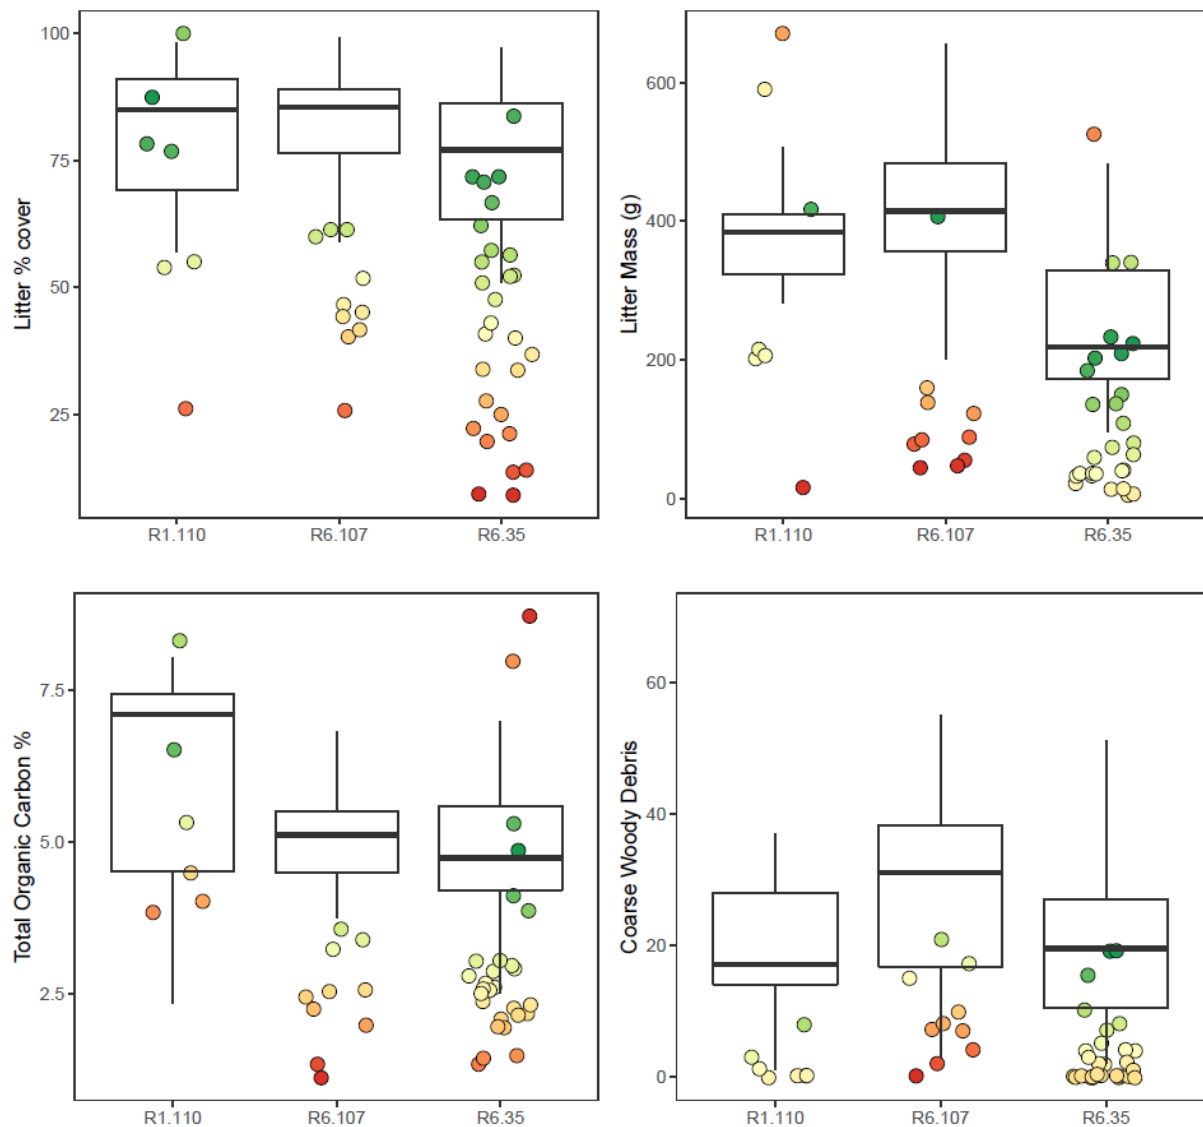 Litter % cover
100
75
50
25
R1.110 R6.107 R6.35
Litter Mass (g)
600
400
200
0
R1.110 R6.107 R6.35
Total Organic Carbon %
7.5
5.0
2.5
R1.110 R6.107 R6.35
Coarse Woody Debris
60
40
20
0
R1.110 R6.107 R6.35